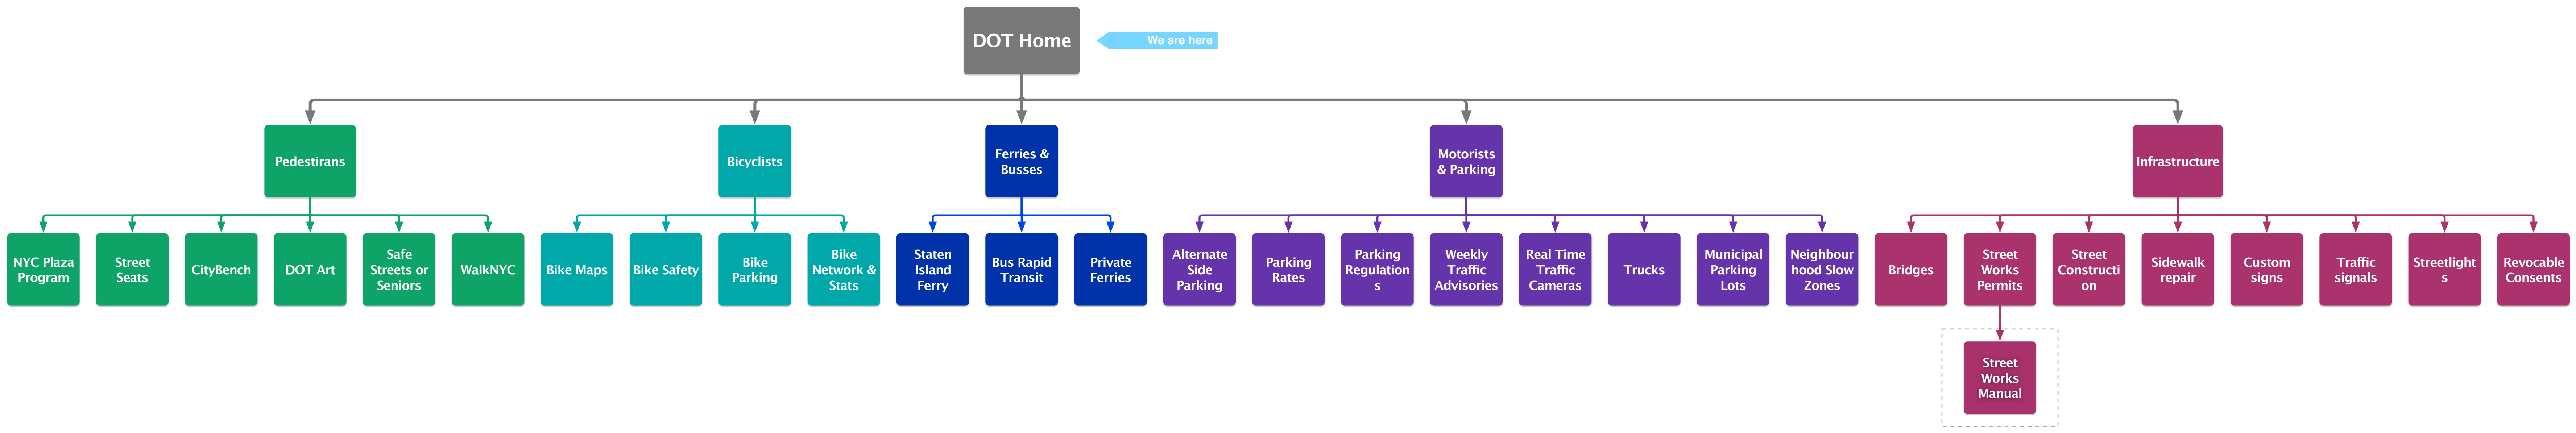 DOT Home
We are here
Pedestirans
Bicyclists
Ferries &
Busses
Motorists
& Parking
Infrastructure
NYC Plaza
Program
Street
Seats
CityBench
DOT Art
Safe
Streets or
Seniors
WalkNYC
Bike Maps
Bike Safety
Bike
Parking
Bike
Network &
Stats
Staten
Island
Ferry
Bus Rapid
Transit
Private
Ferries
Alternate
Side
Parking
Parking
Rates
Parking
Regulation
s
Weekly
Traffic
Advisories
Real Time
Traffic
Cameras
Trucks
Municipal
Parking
Lots
Neighbour
hood Slow
Zones
Bridges
Street
Works
Permits
Street
Constructi
on
Sidewalk
repair
Custom
signs
Traffic
signals
Streetlight
s
Revocable
Consents
Street
Works
Manual